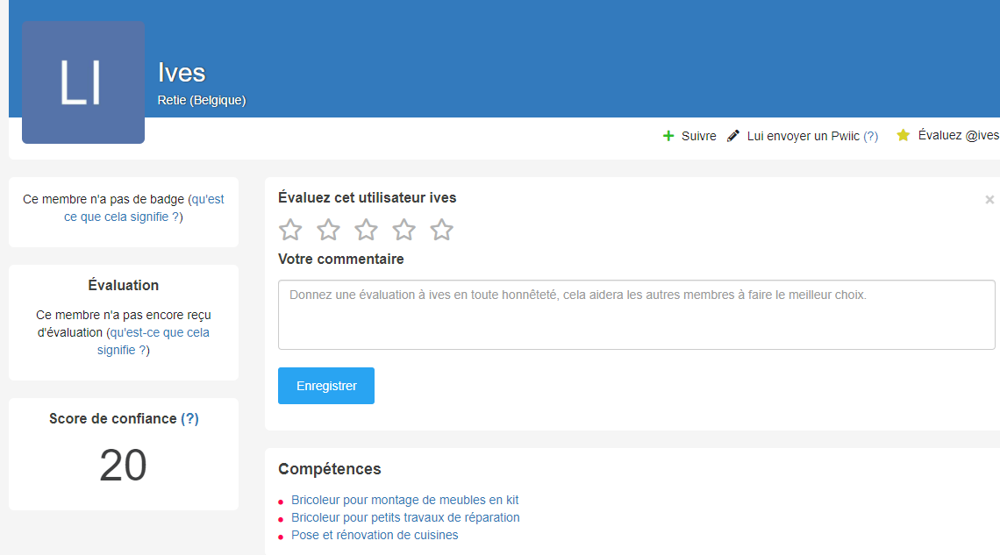 LI
Ives
Retie (Belgique)
+ Suivre Lui envoyer un Pwiic (?) Évaluez @ives
Ce membre n'a pas de badge (qu'est
ce que cela signifie ?)
Évaluation
Ce membre n'a pas encore reçu
d'évaluation (qu'est-ce que cela
signifie ?)
Score de confiance (?)
20
Évaluez cet utilisateur ives
×
Votre commentaire
Donnez une évaluation à ives en toute honnêteté, cela aidera les autres membres à faire le meilleur choix.
Enregistrer
Compétences
Bricoleur pour montage de meubles en kit
Bricoleur pour petits travaux de réparation
Pose et rénovation de cuisines